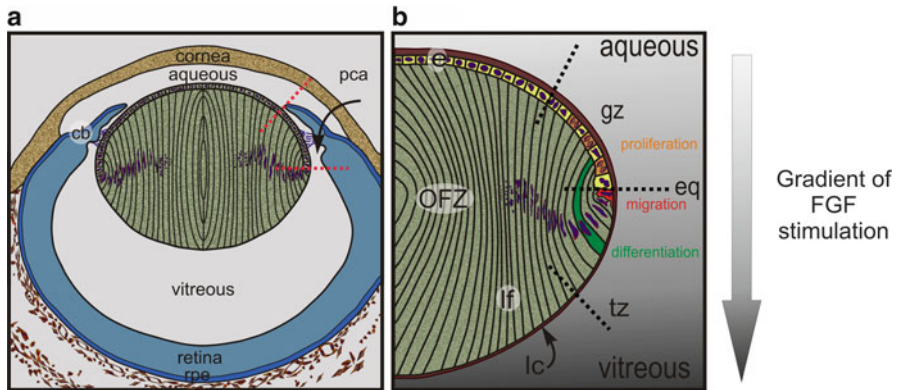 a
cornea
aqueous
pca
cb
vitreous
retina
rpe
b
aqueous
e
gz
proliferation
OFZ
eq
migration
differentiation
lf
tz
lc
vitreous
Gradient of
FGF
stimulation